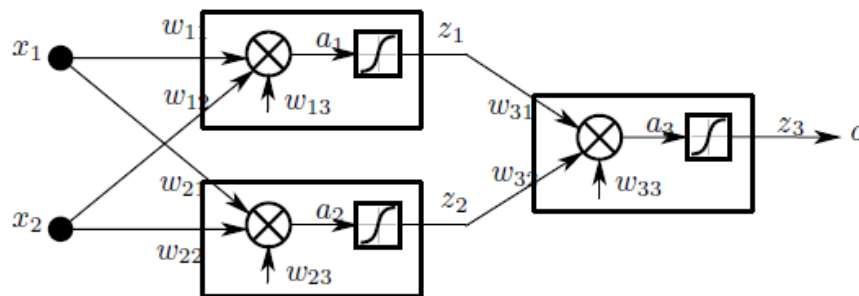 w₁₁ z₁
x₁ a₁
w₁₂ w₁₃ w₃₁
a₃ z₃ o
w₂₁ w₃₂ w₃₃
x₂ a₂ z₂
w₂₂ w₂₃